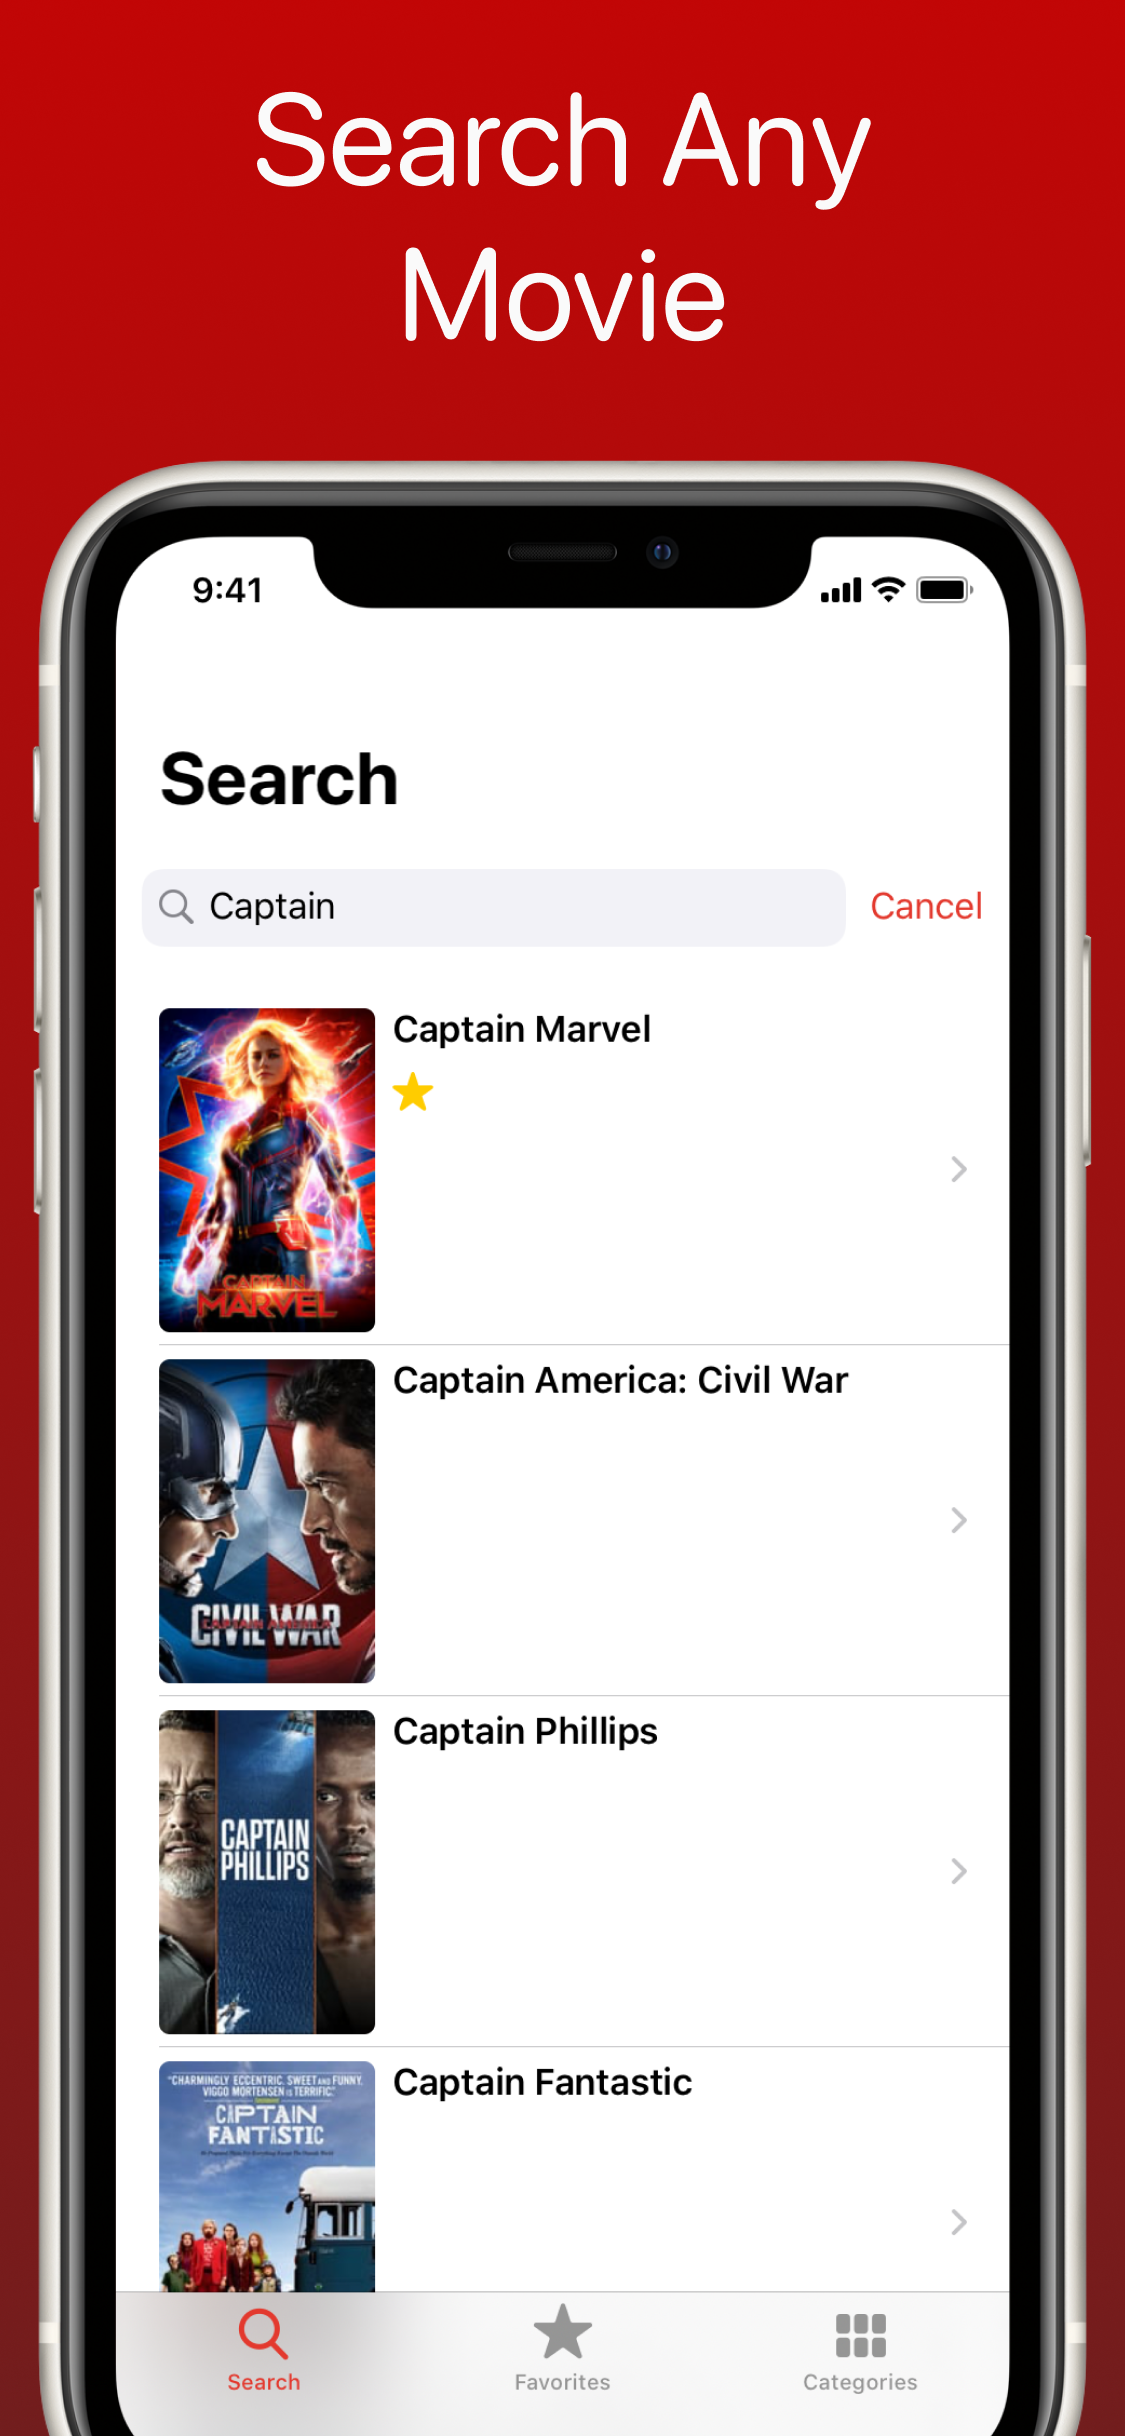 Search Any
Movie
9:41
Search
Captain
Cancel
Captain Marvel
CAPTAIN
MARVEL
Captain America: Civil War
CIVIL WAR
CAPTAIN AMERICA
Captain Phillips
CAPTAIN
PHILLIPS
Captain Fantastic
"CHARMINGLY ECCENTRIC. SWEET AND FUNNY.
VIGGO MORTENSEN IS TERRIFIC."
CAPTAIN
FANTASTIC
Search
Favorites
Categories